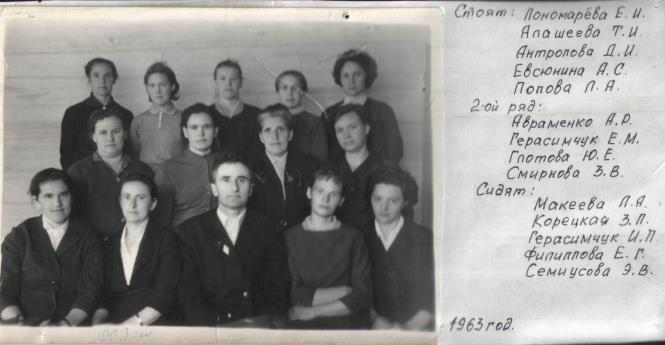 Стоят: Пономарёва Е. И.
Апашеева Т. И.
Антропова Д. И.
Евсюнина А. С.
Попова Л. А.
2-ой ряд:
Авраменко А. Р.
Герасимчук Е. М.
Глотова Ю. Е.
Смирнова З. В.
Сидят:
Макеева Л. А.
Корецкая З. П.
Герасимчук И. П
Филиппова Е. Г.
Семиусова Э. В.
1963 год.
1963